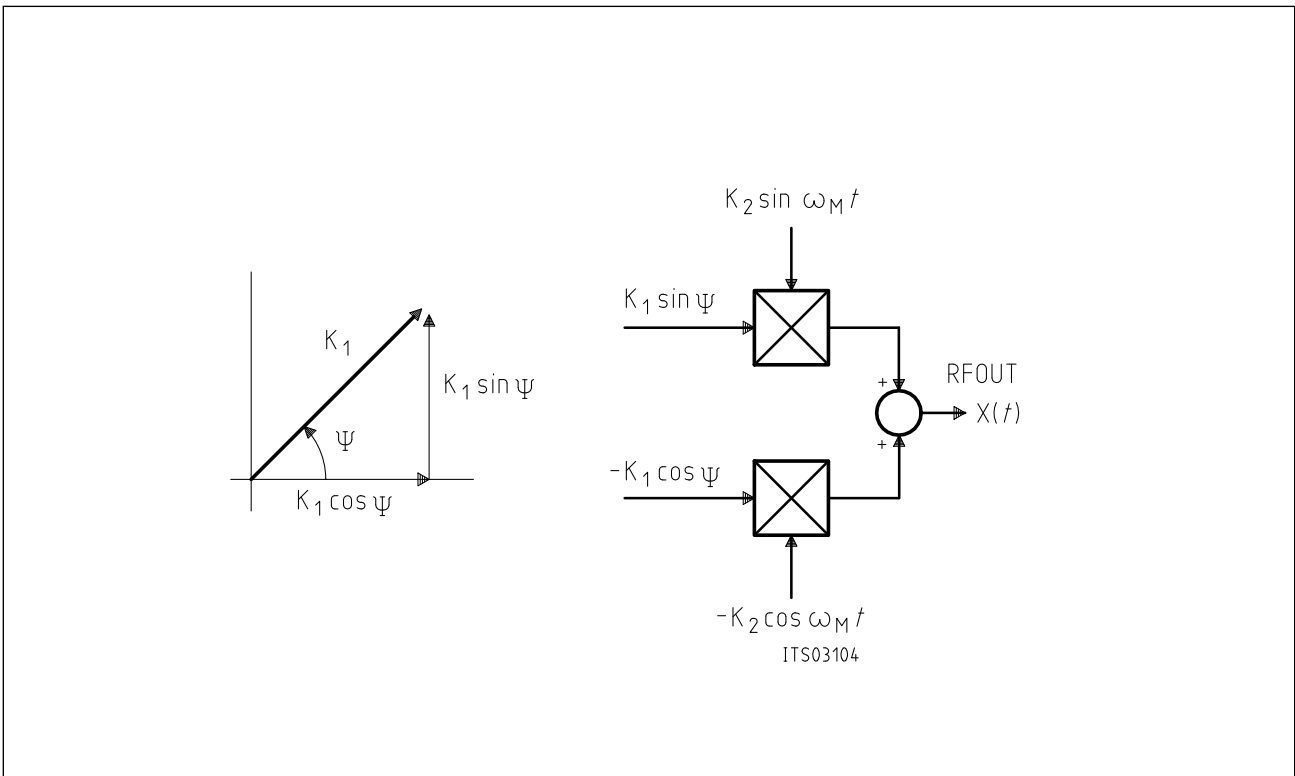 K₁
K₁ sin Ψ
Ψ
K₁ cos Ψ
K₂ sin ω_M t
K₁ sin Ψ
+
RFOUT
X(t)
+
-K₁ cos Ψ
-K₂ cos ω_M t
ITS03104